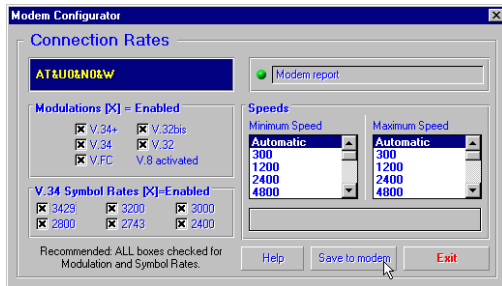 Modem Configurator
Connection Rates
AT&U0&N0&W
Modem report
Modulations [X] = Enabled
V.34+ V.32bis
V.34 V.32
V.FC V.8 activated
V.34 Symbol Rates [X]=Enabled
3429 3200 3000
2800 2743 2400
Recommended: ALL boxes checked for
Modulation and Symbol Rates.
Speeds
Minimum Speed Maximum Speed
Automatic Automatic
300 300
1200 1200
2400 2400
4800 4800
Help Save to modem Exit